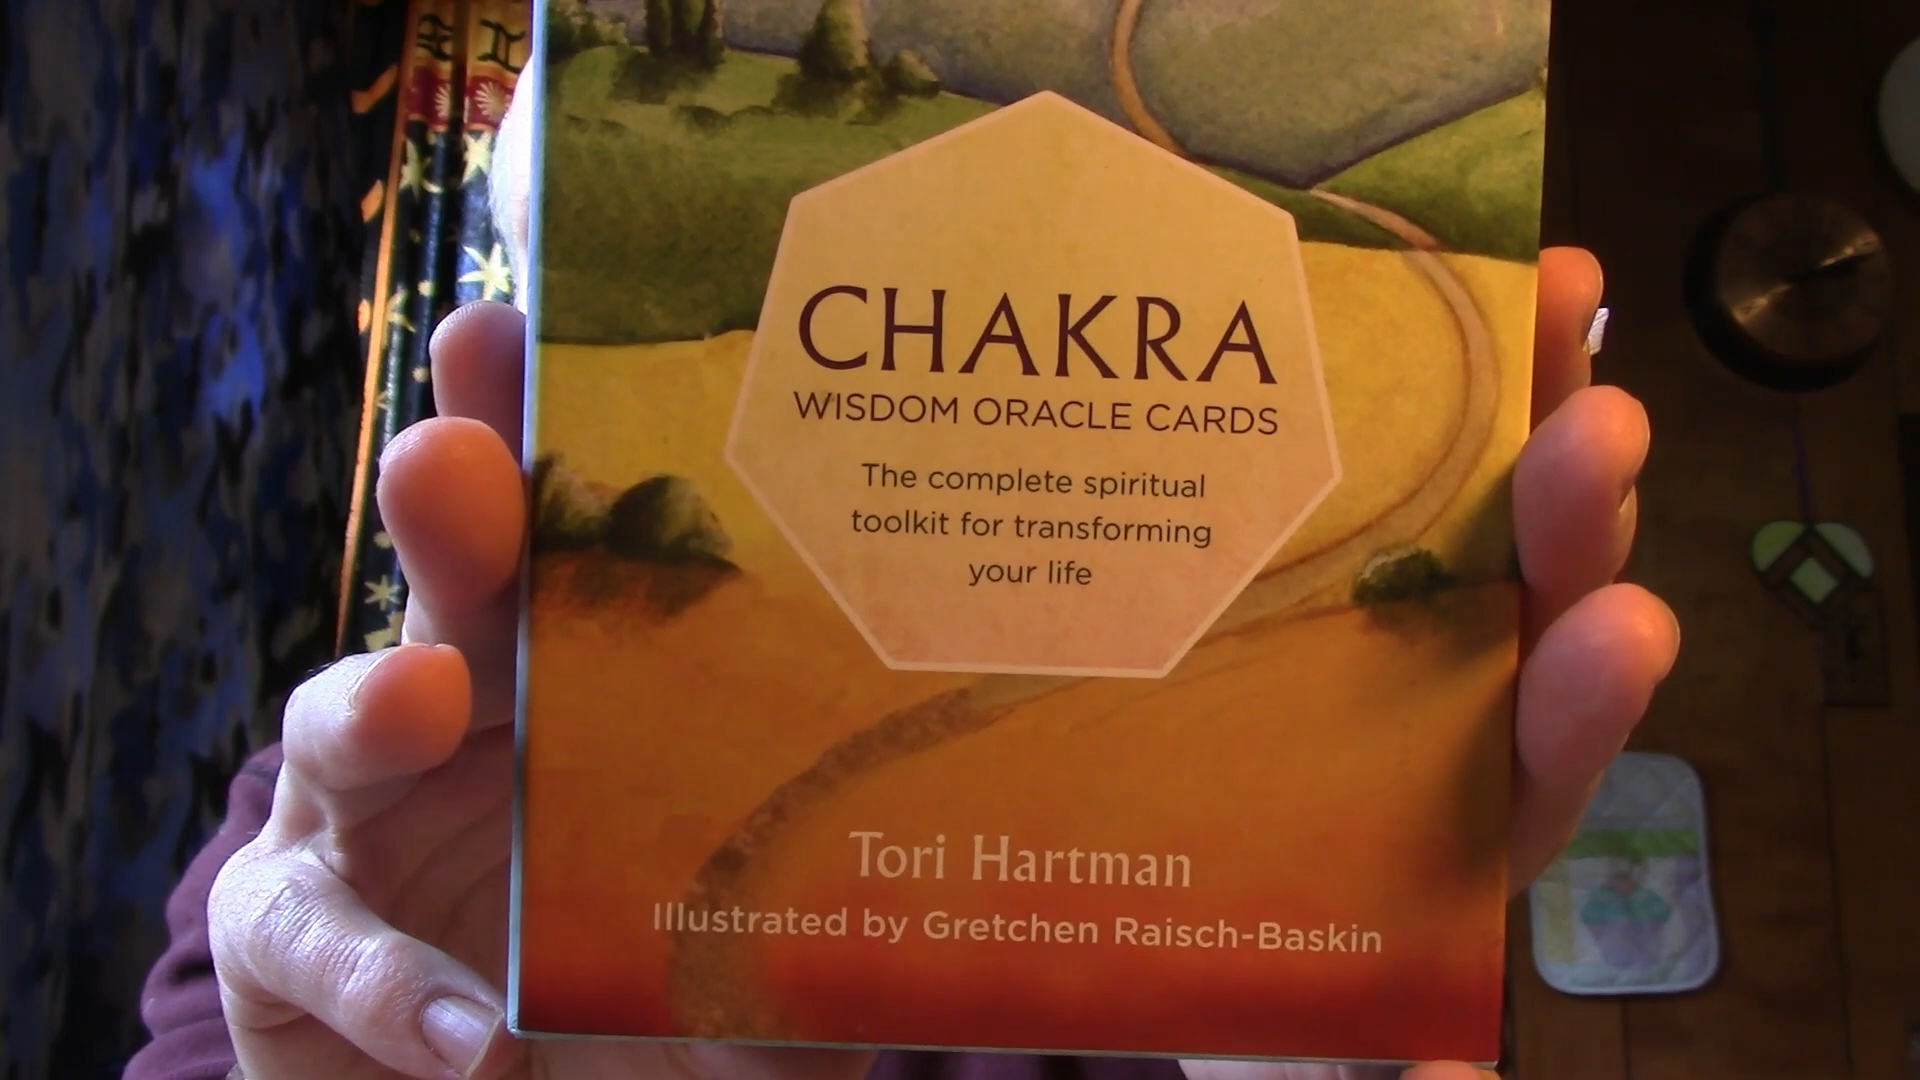 CHAKRA
WISDOM ORACLE CARDS
The complete spiritual
toolkit for transforming
your life
Tori Hartman
Illustrated by Gretchen Raisch-Baskin